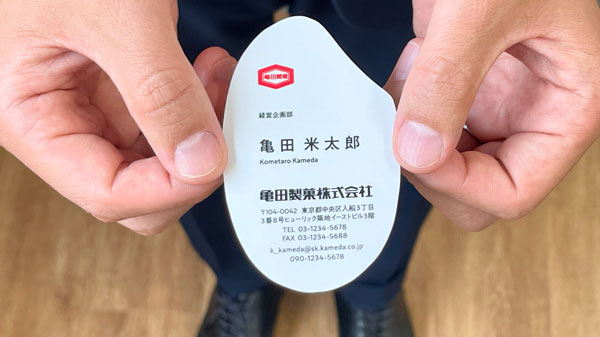 亀田製菓
経営企画部
亀田 米太郎
Kometaro Kameda
亀田製菓株式会社
〒104-0042 東京都中央区入船3丁目
3番8号ヒューリック築地イーストビル3階
TEL 03-1234-5678
FAX 03-1234-5688
k_kameda@sk.kameda.co.jp
090-1234-5678